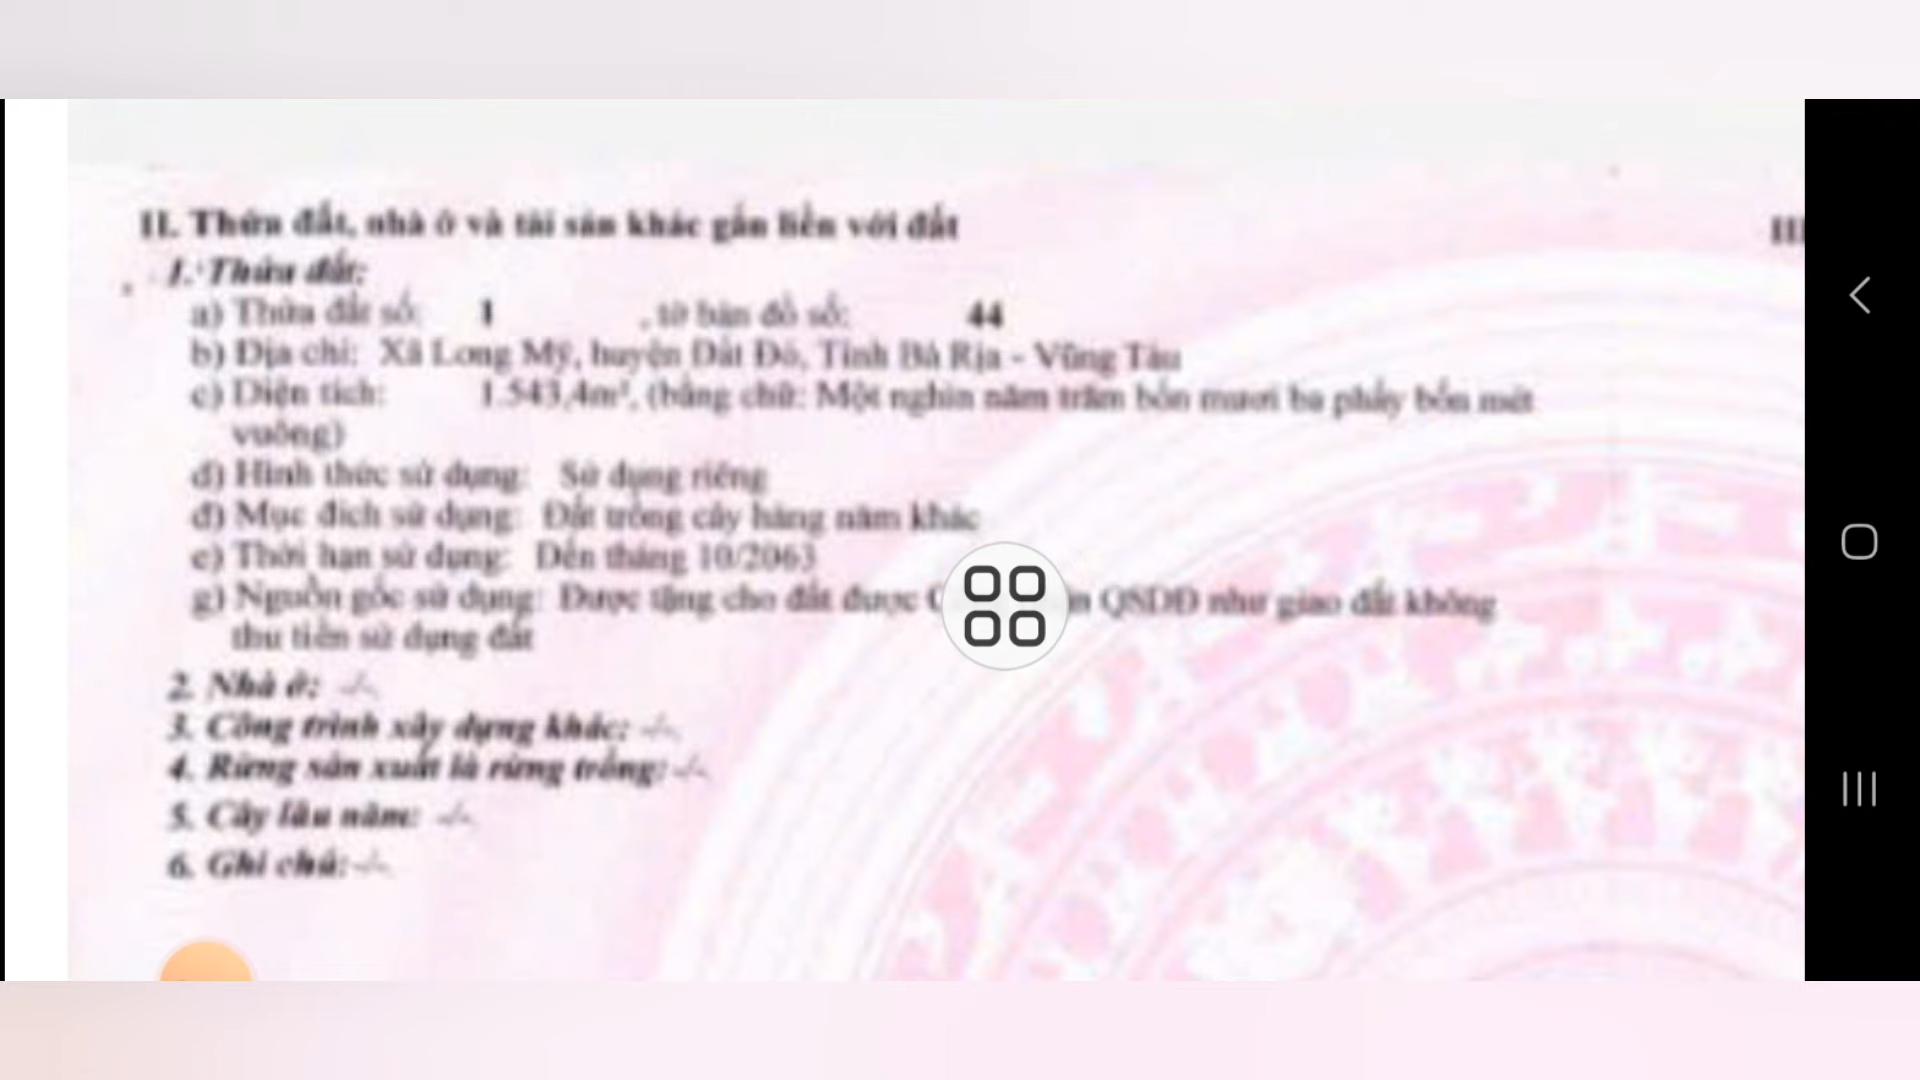 II. Thửa đất, nhà ở và tài sản khác gắn liền với đất
III
1. Thửa đất:
a) Thửa đất số: 1 , tờ bản đồ số: 44
b) Địa chỉ: Xã Long Mỹ, huyện Đất Đỏ, Tỉnh Bà Rịa - Vũng Tàu
c) Diện tích: 1.543,4m², (bằng chữ: Một nghìn năm trăm bốn mươi ba phẩy bốn mét
vuông)
d) Hình thức sử dụng: Sử dụng riêng
đ) Mục đích sử dụng: Đất trồng cây hàng năm khác
e) Thời hạn sử dụng: Đến tháng 10/2063
g) Nguồn gốc sử dụng: Được tặng cho đất được QSDĐ như giao đất không
thu tiền sử dụng đất
2. Nhà ở: -/-
3. Công trình xây dựng khác: -/-
4. Rừng sản xuất là rừng trồng: -/-
5. Cây lâu năm: -/-
6. Ghi chú: -/-